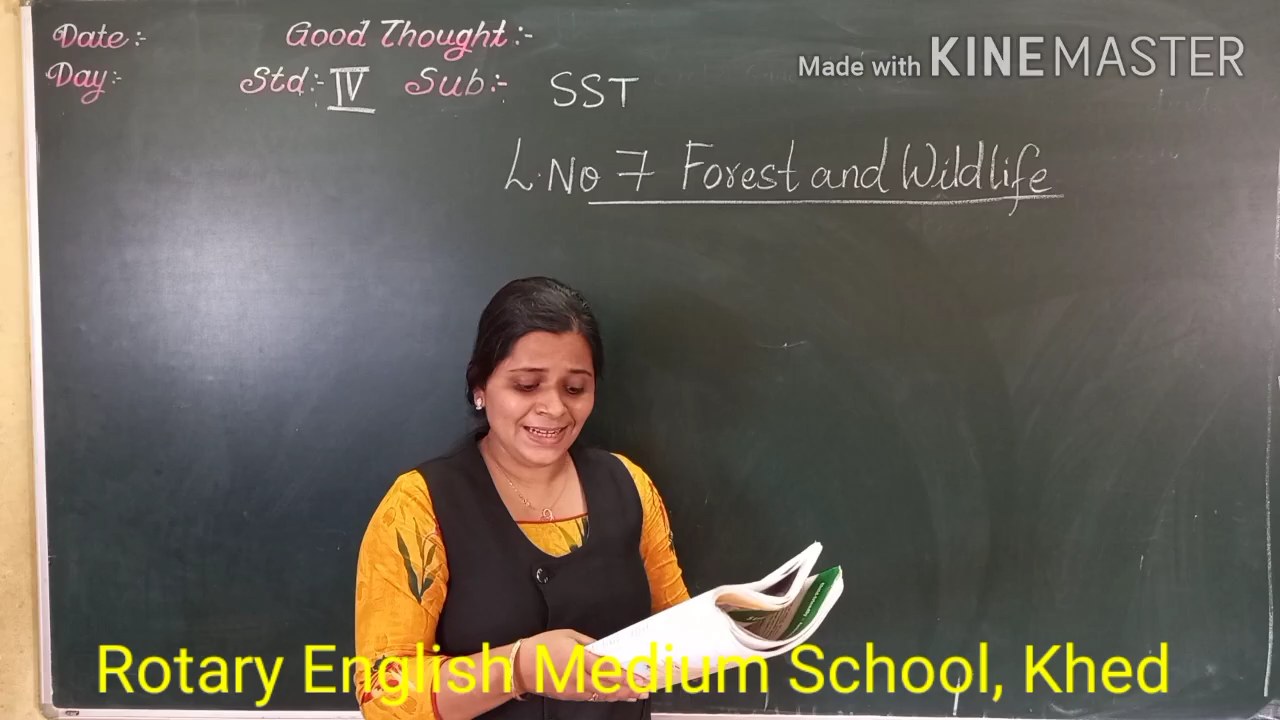 Date:- Good Thought:-
Day:- Std:- IV Sub:- SST
Made with KINEMASTER
L.No 7 Forest and Wildlife
Rotary English Medium School, Khed